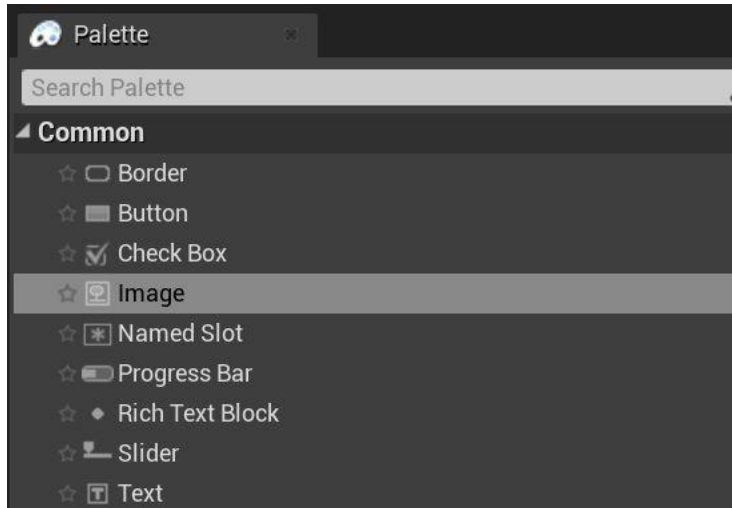 Palette
Search Palette
Common
Border
Button
Check Box
Image
Named Slot
Progress Bar
Rich Text Block
Slider
Text